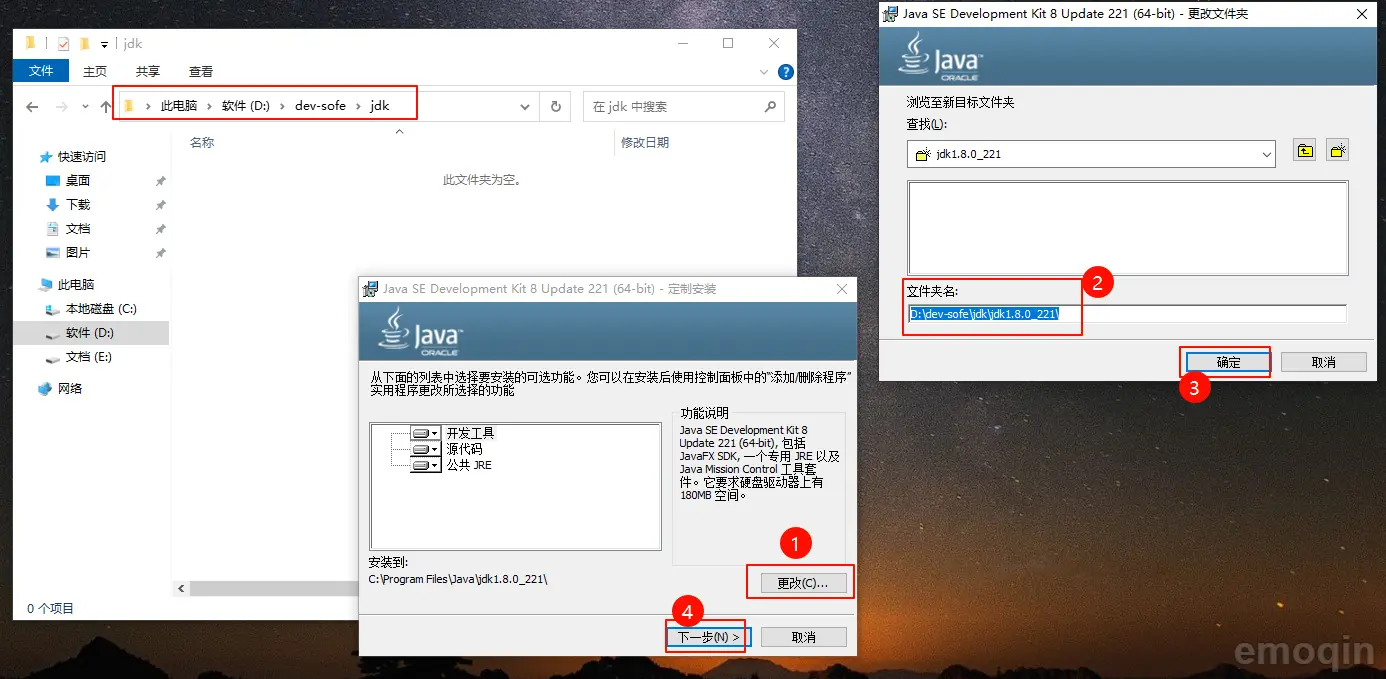 jdk
文件
主页
共享
查看
此电脑
软件 (D:)
dev-sofe
jdk
在 jdk 中搜索
名称
修改日期
此文件夹为空。
快速访问
桌面
下载
文档
图片
此电脑
本地磁盘 (C:)
软件 (D:)
文档 (E:)
网络
0 个项目
Java SE Development Kit 8 Update 221 (64-bit) - 定制安装
Java
ORACLE
从下面的列表中选择要安装的可选功能。您可以在安装后使用控制面板中的“添加/删除程序”
实用程序更改所选择的功能
开发工具
源代码
公共 JRE
功能说明
Java SE Development Kit 8
Update 221 (64-bit), 包括
JavaFX SDK, 一个专用 JRE 以及
Java Mission Control 工具套
件。它要求硬盘驱动器上有
180MB 空间。
安装到:
C:\Program Files\Java\jdk1.8.0_221\
1
更改(C)...
4
下一步(N) >
取消
Java SE Development Kit 8 Update 221 (64-bit) - 更改文件夹
Java
ORACLE
浏览至新目标文件夹
查找(L):
jdk1.8.0_221
文件夹名:
2
D:\dev-sofe\jdk\jdk1.8.0_221\
确定
取消
3
emoqin